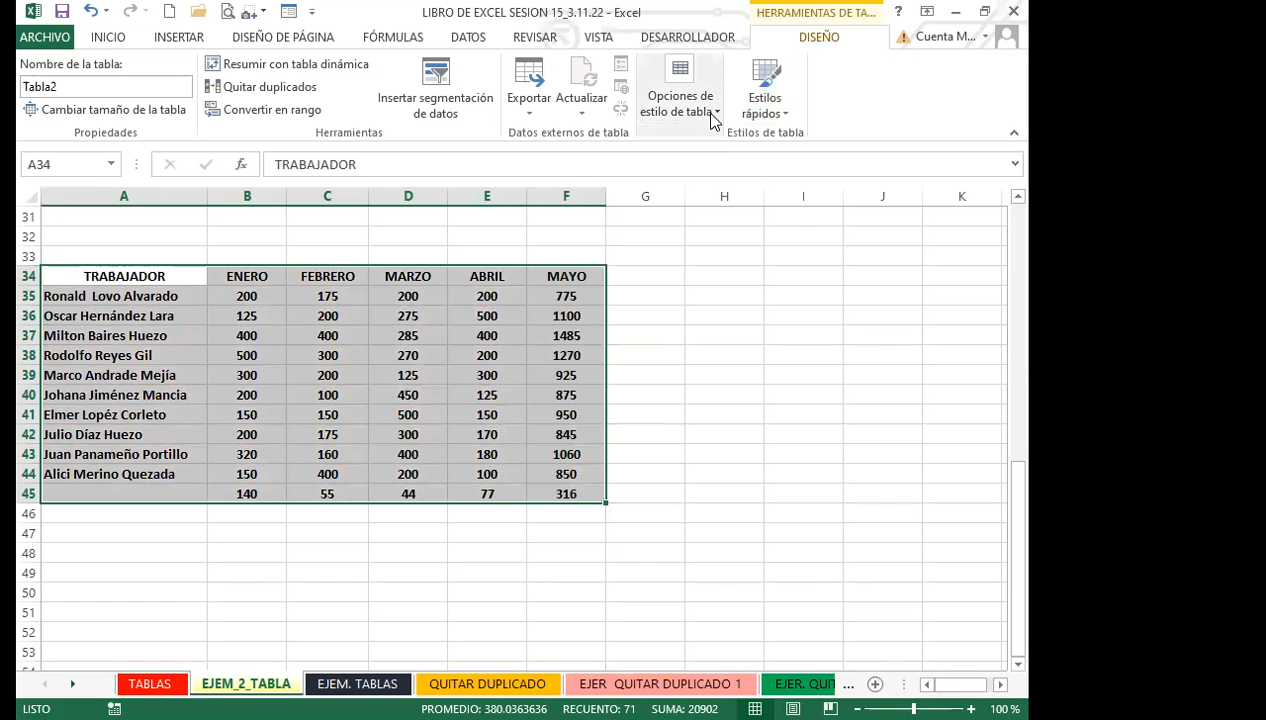 LIBRO DE EXCEL SESION 15_3.11.22 - Excel
HERRAMIENTAS DE TA...
ARCHIVO INICIO INSERTAR DISEÑO DE PÁGINA FÓRMULAS DATOS REVISAR VISTA DESARROLLADOR DISEÑO Cuenta M...
Nombre de la tabla:
Tabla2
Cambiar tamaño de la tabla
Propiedades
Resumir con tabla dinámica
Quitar duplicados
Convertir en rango
Herramientas
Insertar segmentación
de datos
Exportar Actualizar
Datos externos de tabla
Opciones de
estilo de tabla
Estilos
rápidos
Estilos de tabla
A34 fx TRABAJADOR
A B C D E F G H I J K
31
32
33
34 TRABAJADOR ENERO FEBRERO MARZO ABRIL MAYO
35 Ronald Lovo Alvarado 200 175 200 200 775
36 Oscar Hernández Lara 125 200 275 500 1100
37 Milton Baires Huezo 400 400 285 400 1485
38 Rodolfo Reyes Gil 500 300 270 200 1270
39 Marco Andrade Mejía 300 200 125 300 925
40 Johana Jiménez Mancia 200 100 450 125 875
41 Elmer Lopéz Corleto 150 150 500 150 950
42 Julio Díaz Huezo 200 175 300 170 845
43 Juan Panameño Portillo 320 160 400 180 1060
44 Alici Merino Quezada 150 400 200 100 850
45 140 55 44 77 316
46
47
48
49
50
51
52
53
TABLAS EJEM_2_TABLA EJEM. TABLAS QUITAR DUPLICADO EJER QUITAR DUPLICADO 1 EJER. QUIT ...
LISTO PROMEDIO: 380.0363636 RECUENTO: 71 SUMA: 20902 100 %